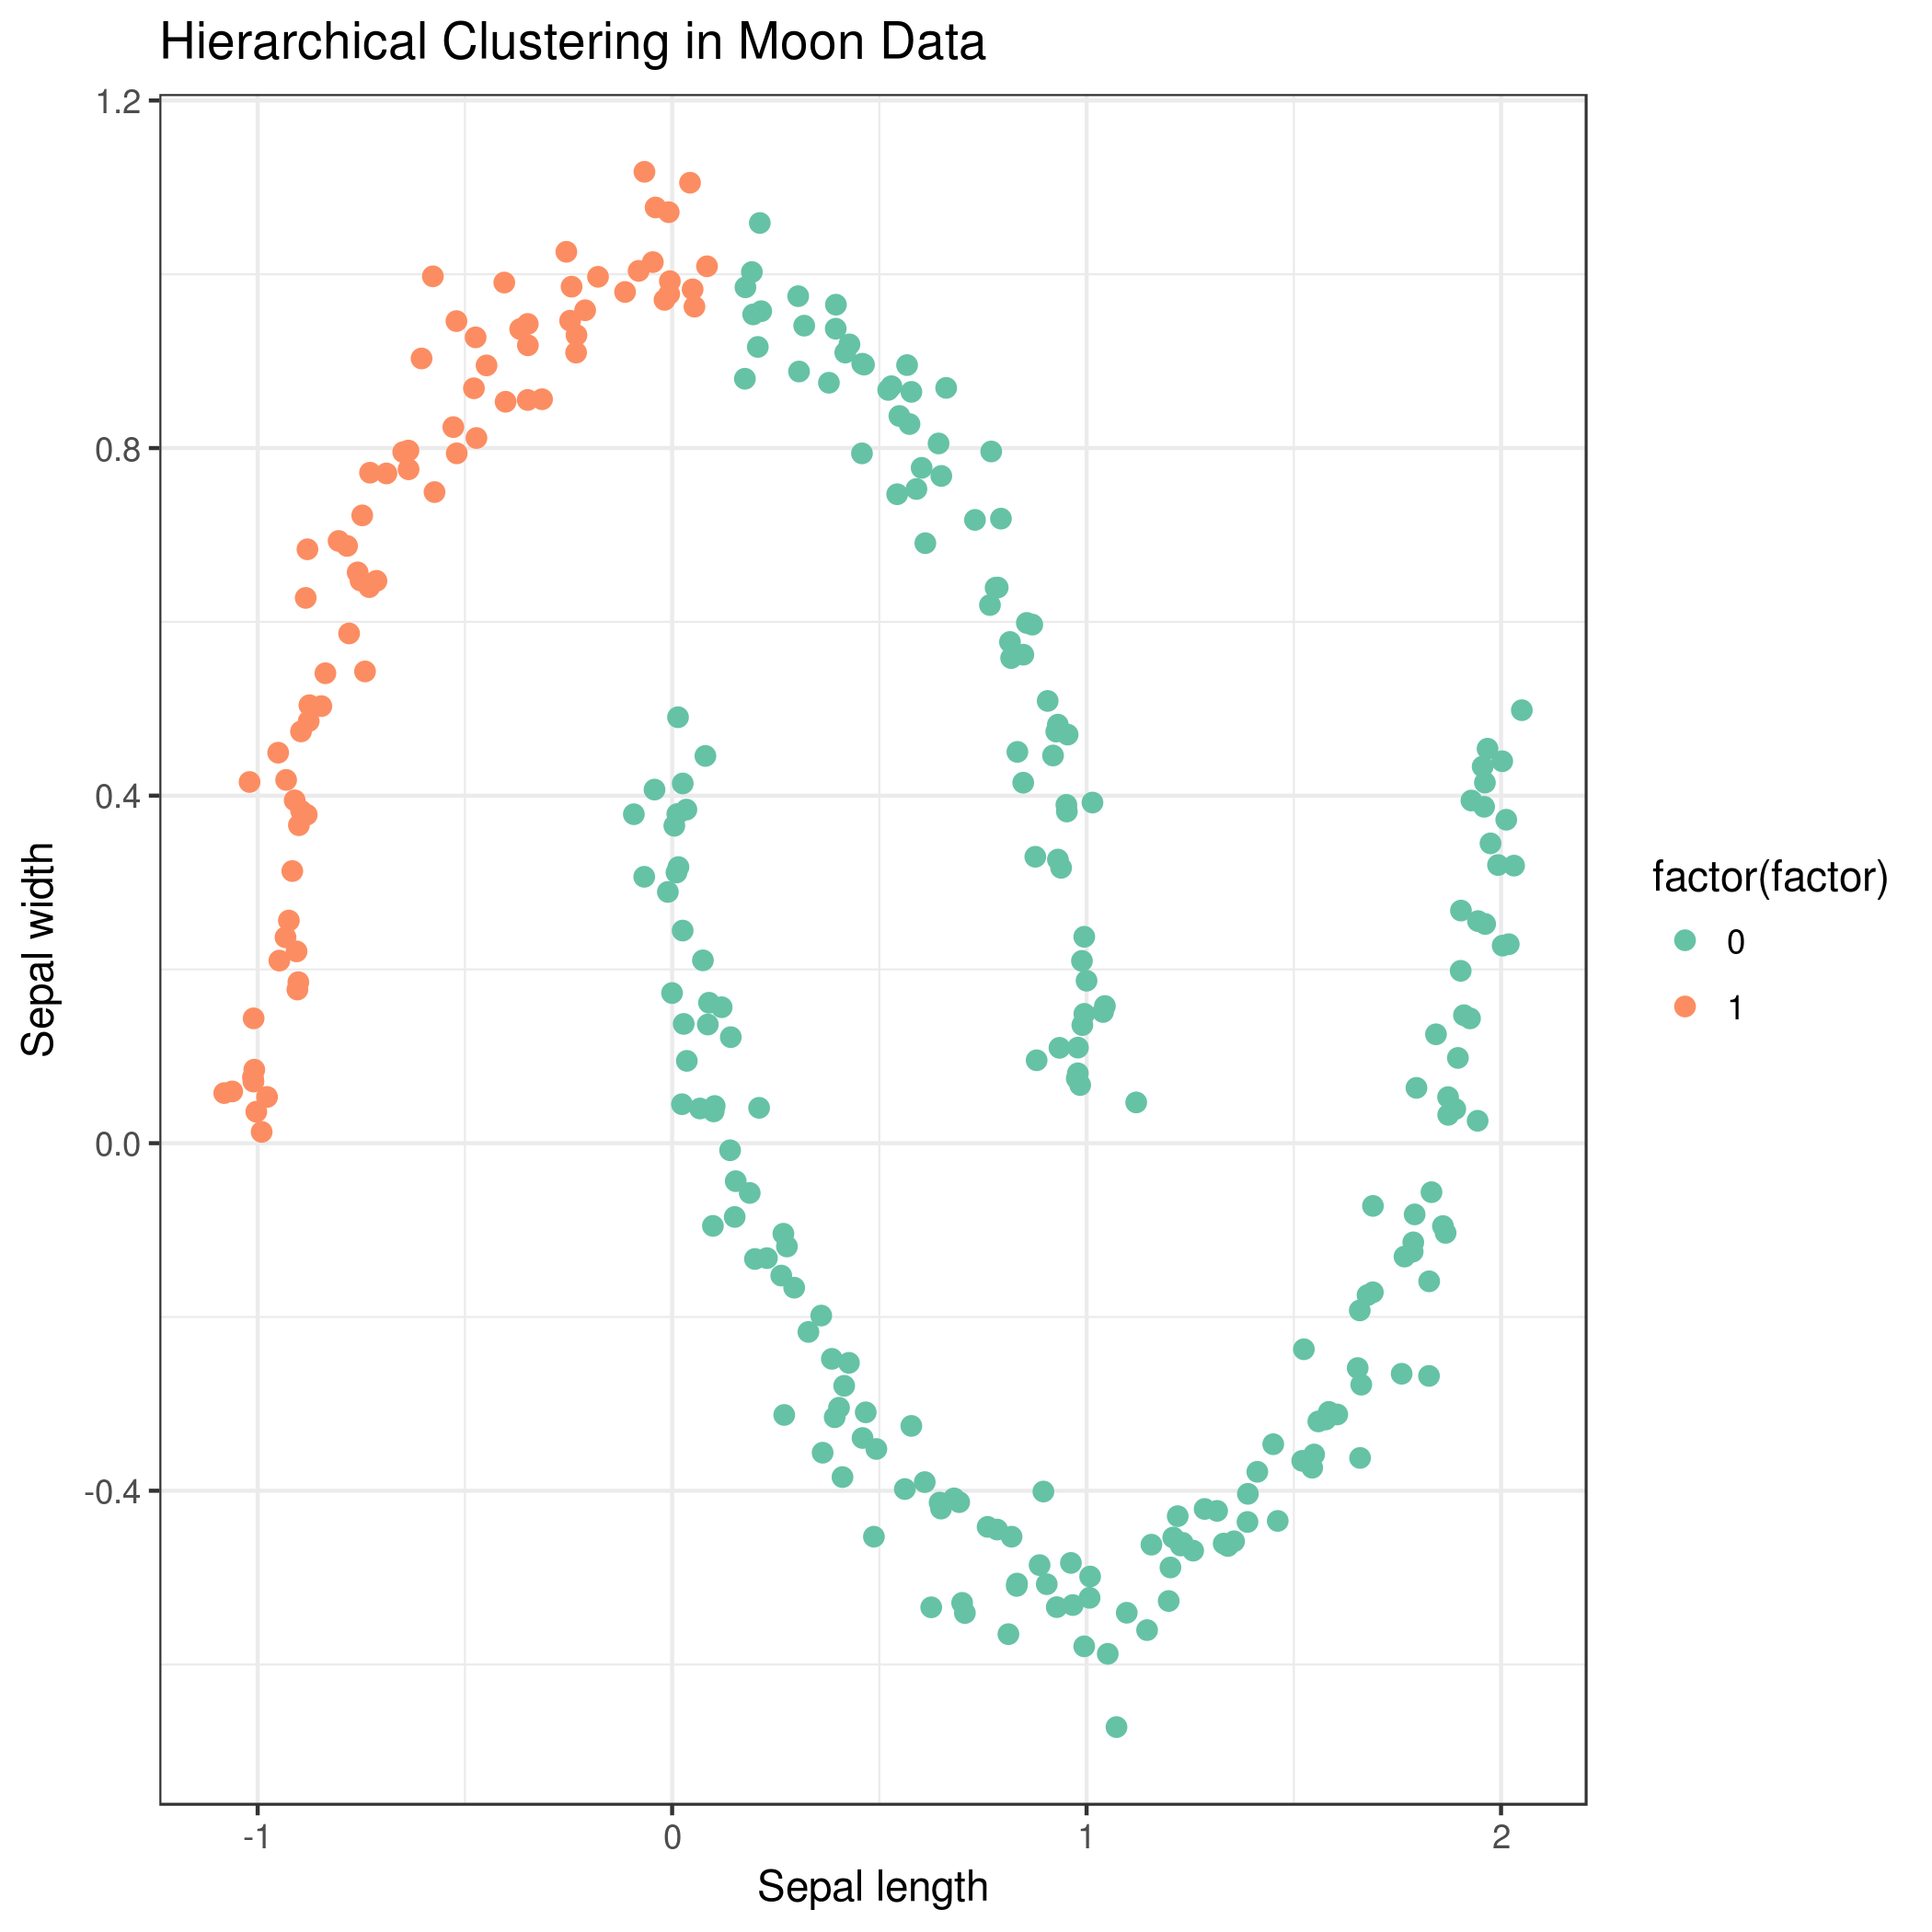 Hierarchical Clustering in Moon Data
1.2
0.8
0.4
0.0
-0.4
Sepal width
-1 0 1 2
Sepal length
factor(factor)
0
1